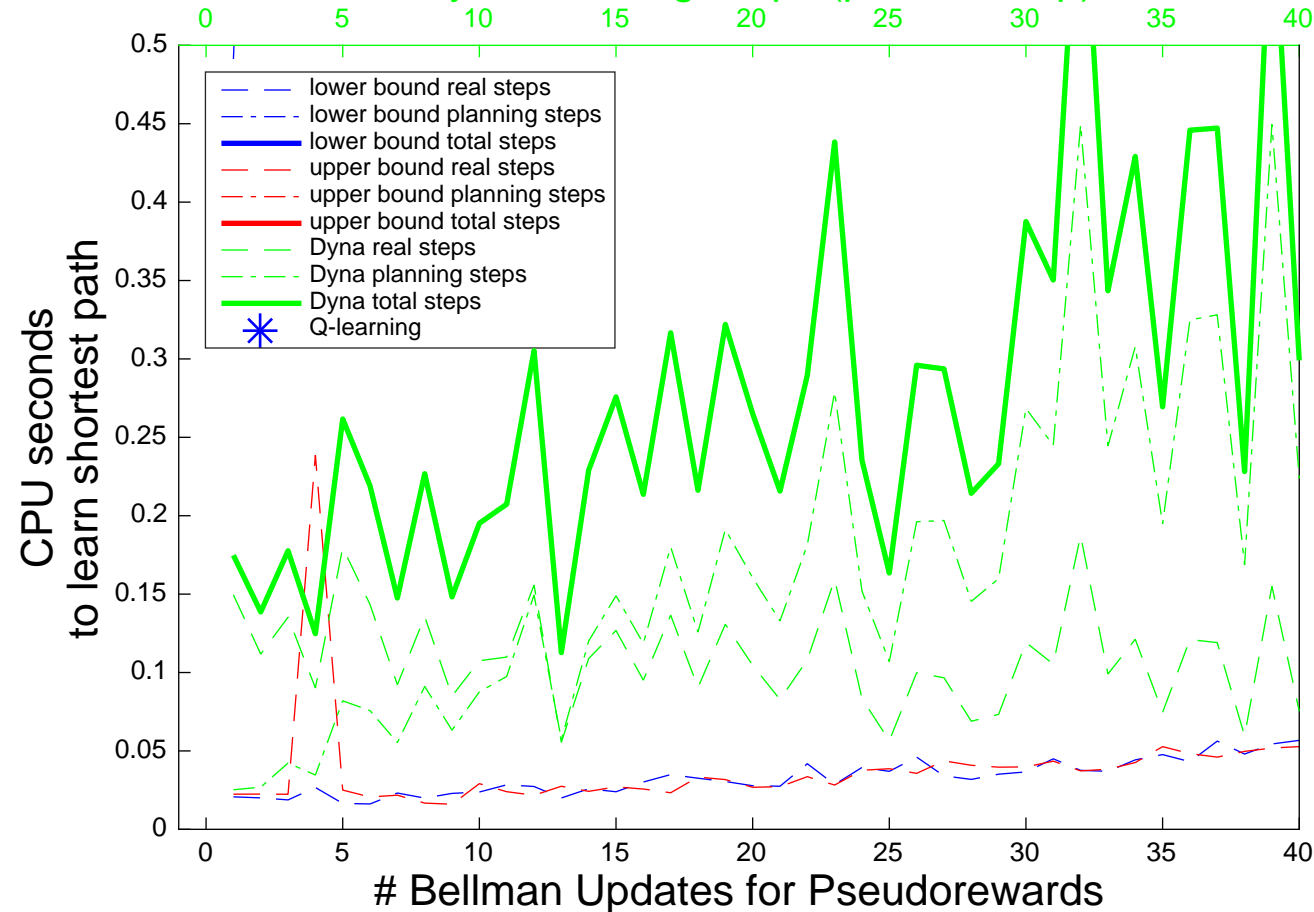 0 5 10 15 20 25 30 35 40
0.5
0.45
0.4
0.35
0.3
0.25
0.2
0.15
0.1
0.05
0
CPU seconds
to learn shortest path
lower bound real steps
lower bound planning steps
lower bound total steps
upper bound real steps
upper bound planning steps
upper bound total steps
Dyna real steps
Dyna planning steps
Dyna total steps
Q-learning
0 5 10 15 20 25 30 35 40
# Bellman Updates for Pseudorewards